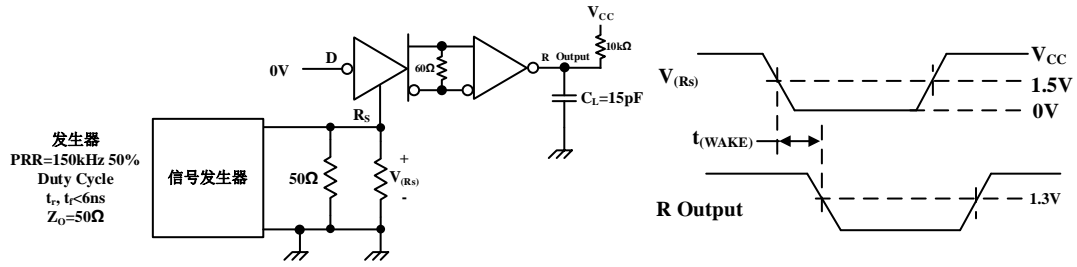 V_CC
10kΩ
D
R Output
0V
60Ω
C_L=15pF
R_S
发生器
PRR=150kHz 50%
Duty Cycle
t_r, t_f<6ns
Z_O=50Ω
信号发生器
50Ω
+
V_(Rs)
-
V_CC
V_(Rs)
1.5V
0V
t_(WAKE)
R Output
1.3V